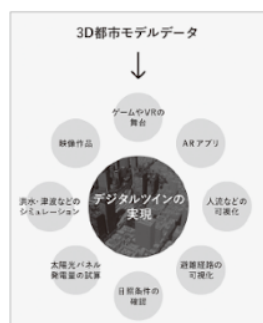 3D都市モデルデータ
ゲームやVRの
舞台
映像作品
ARアプリ
デジタルツインの
実現
洪水・津波などの
シミュレーション
人流などの
可視化
太陽光パネル
発電量の試算
避難経路の
可視化
日照条件の
確認